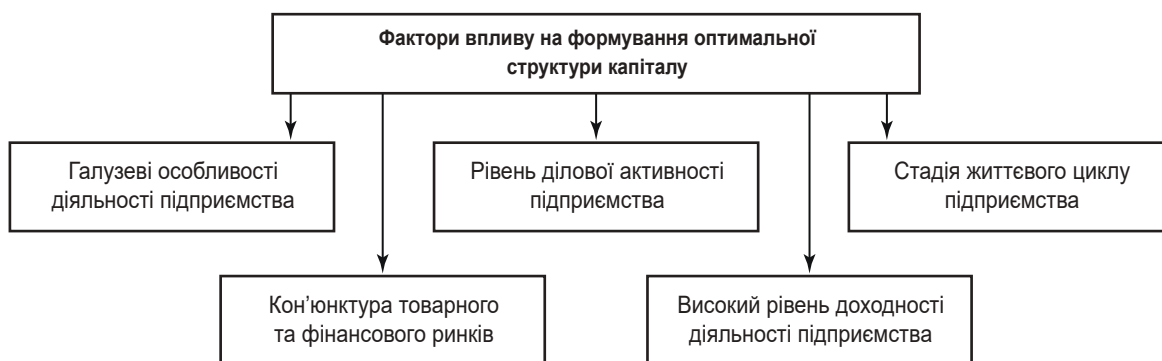 Фактори впливу на формування оптимальної
структури капіталу
Галузеві особливості
діяльності підприємства
Рівень ділової активності
підприємства
Стадія життєвого циклу
підприємства
Кон’юнктура товарного
та фінансового ринків
Високий рівень доходності
діяльності підприємства